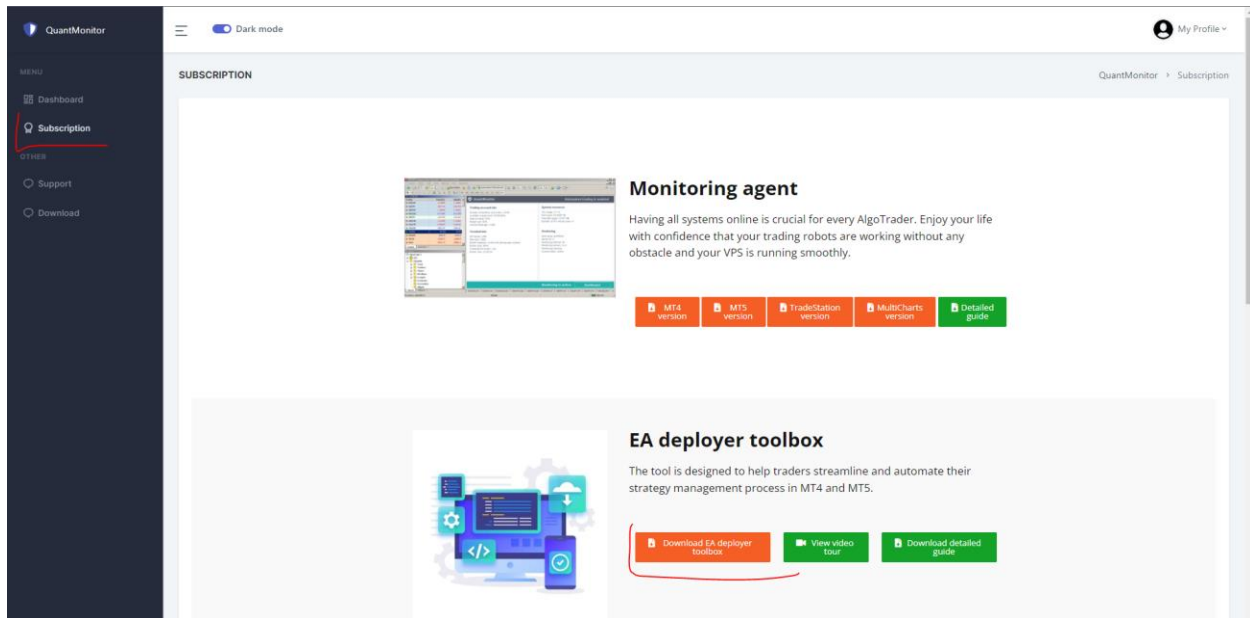 QuantMonitor
Dark mode
My Profile
MENU
SUBSCRIPTION
QuantMonitor > Subscription
Dashboard
Subscription
OTHER
Support
Download
Monitoring agent
Having all systems online is crucial for every AlgoTrader. Enjoy your life
with confidence that your trading robots are working without any
obstacle and your VPS is running smoothly.
MT4
version
MT5
version
TradeStation
version
MultiCharts
version
Detailed
guide
EA deployer toolbox
The tool is designed to help traders streamline and automate their
strategy management process in MT4 and MT5.
Download EA deployer
toolbox
View video
tour
Download detailed
guide